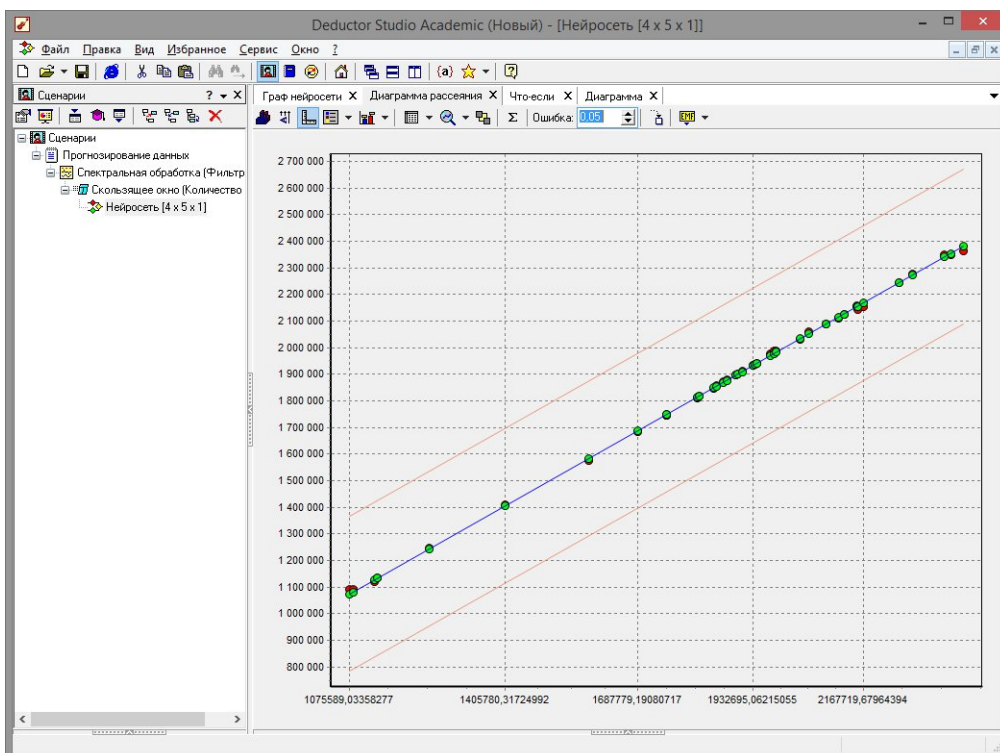 Deductor Studio Academic (Новый) - [Нейросеть [4 x 5 x 1]]
Файл Правка Вид Избранное Сервис Окно ?
Сценарии
Граф нейросети X Диаграмма рассеяния X Что-если X Диаграмма X
Σ Ошибка: 0,05
Сценарии
Прогнозирование данных
Спектральная обработка (Фильтр
Скользящее окно (Количество
Нейросеть [4 x 5 x 1]
2 700 000
2 600 000
2 500 000
2 400 000
2 300 000
2 200 000
2 100 000
2 000 000
1 900 000
1 800 000
1 700 000
1 600 000
1 500 000
1 400 000
1 300 000
1 200 000
1 100 000
1 000 000
900 000
800 000
1075589,03358277 1405780,31724992 1687779,19080717 1932695,06215055 2167719,67964394